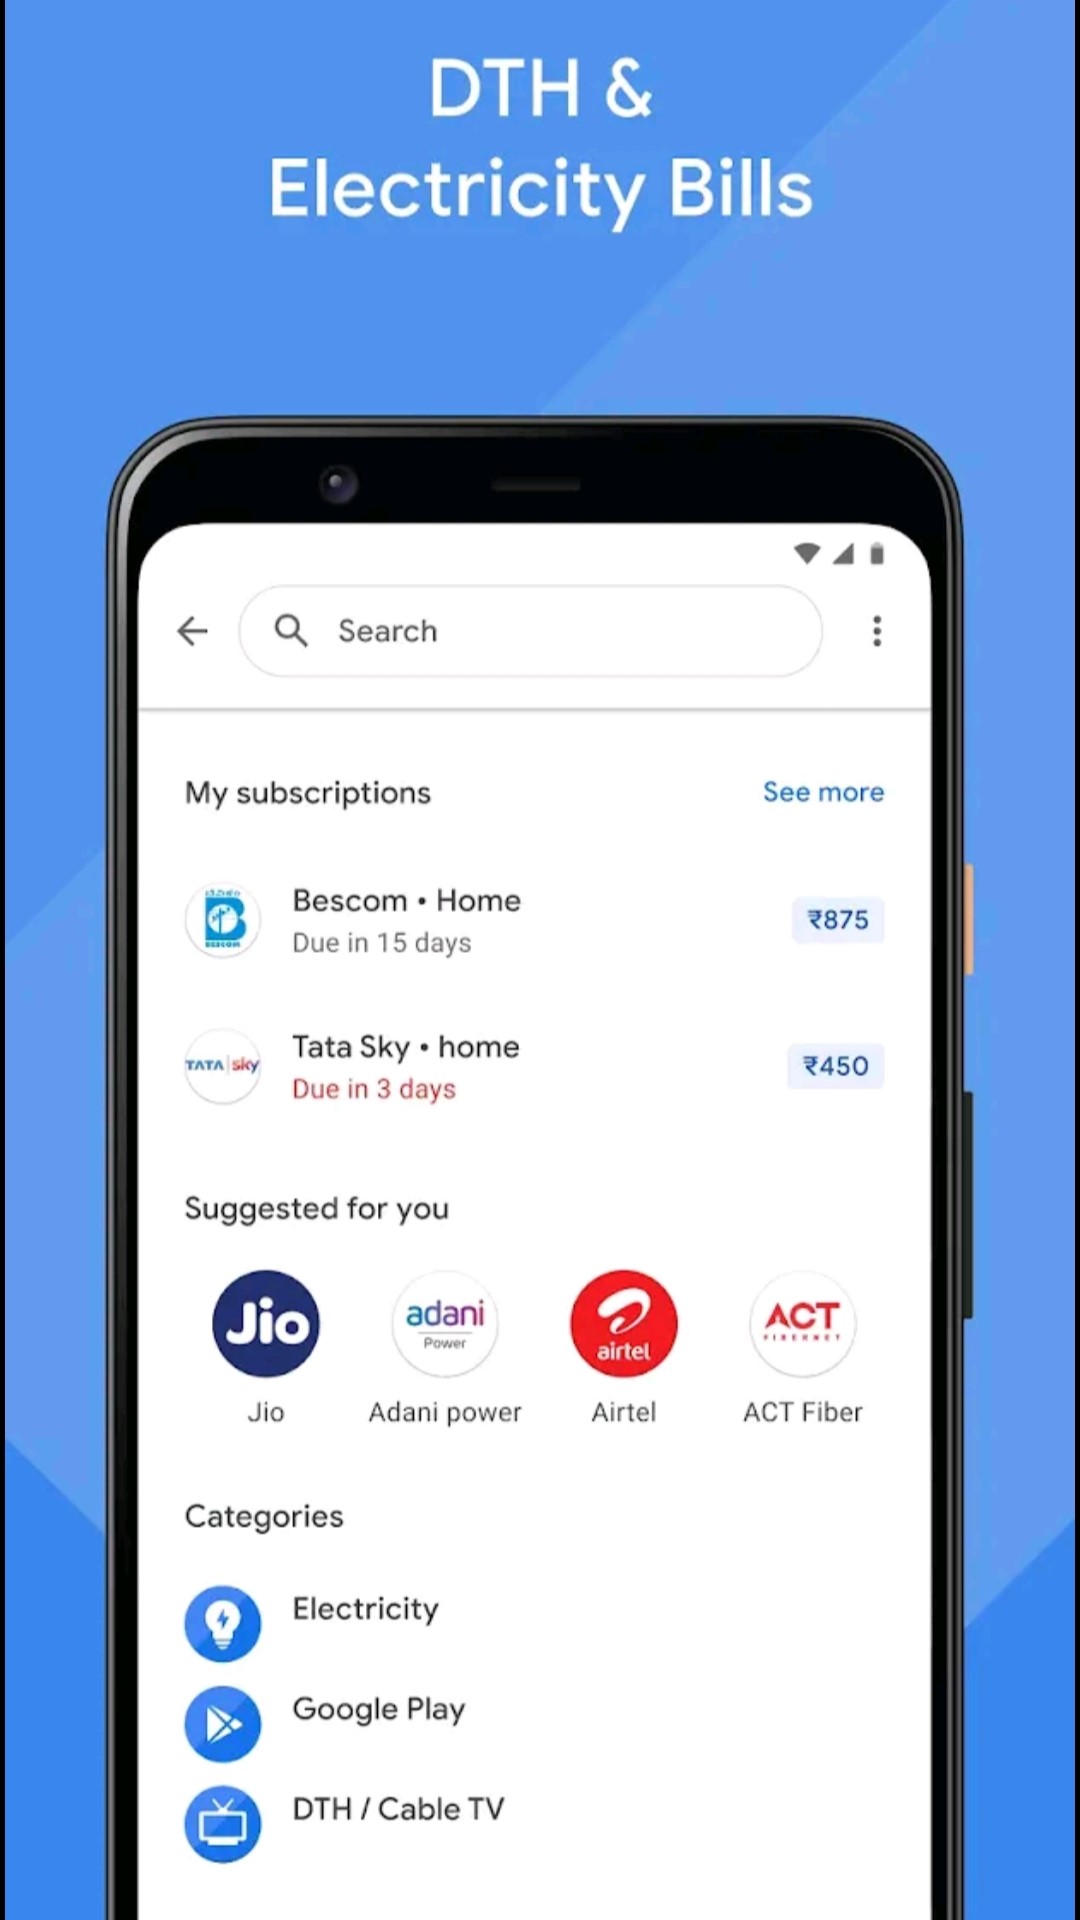 DTH &
Electricity Bills
Search
My subscriptions
See more
Bescom • Home
Due in 15 days
₹875
BESCOM
Tata Sky • home
Due in 3 days
₹450
TATA sky
Suggested for you
Jio
adani
Power
airtel
ACT
FIBERNET
Jio
Adani power
Airtel
ACT Fiber
Categories
Electricity
Google Play
DTH / Cable TV